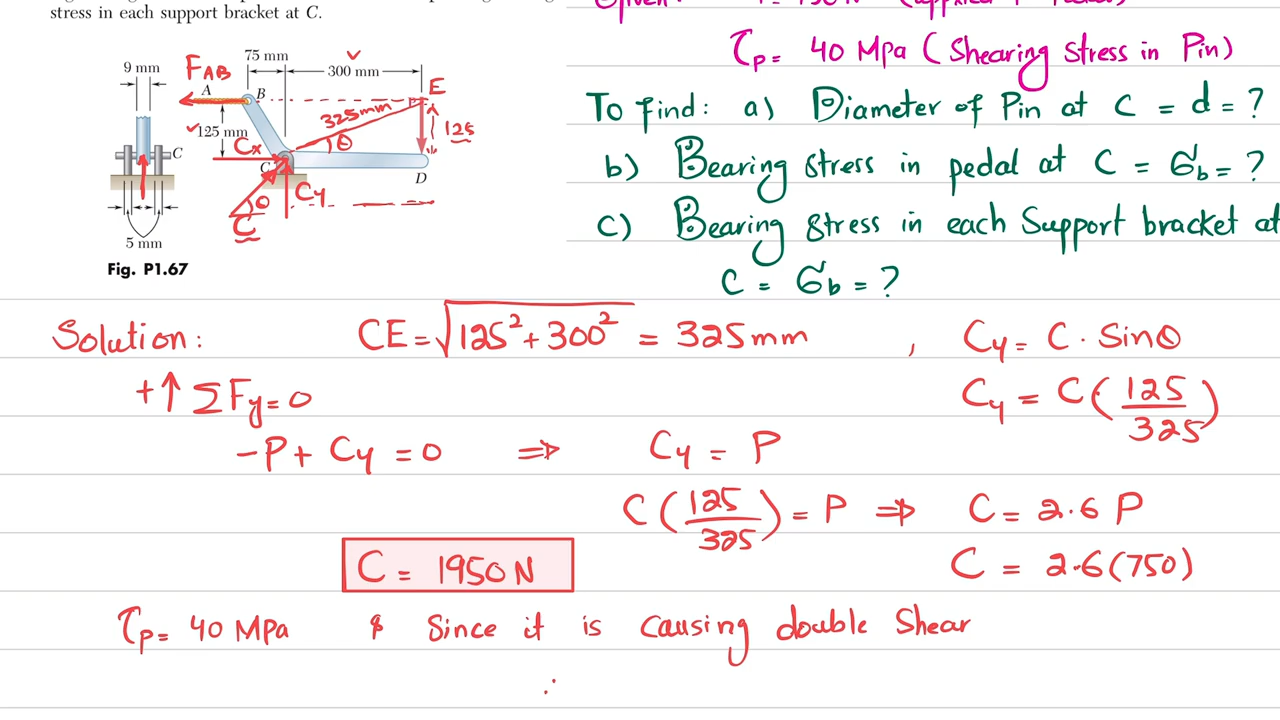 stress in each support bracket at C.
τp = 40 Mpa (Shearing Stress in Pin)
To find: a) Diameter of Pin at C = d = ?
b) Bearing Stress in pedal at C = σb = ?
c) Bearing Stress in each Support bracket at
C = σb = ?
75 mm
9 mm
FAB
300 mm
A
B
E
325mm
125 mm
θ
125
Cx
C
C
D
Cy
θ
C
5 mm
Fig. P1.67
Solution: CE = √125² + 300² = 325mm , Cy = C · Sinθ
+↑ ΣFy = 0 Cy = C (125/325)
-P + Cy = 0 ⇒ Cy = P
C (125/325) = P ⇒ C = 2.6 P
C = 1950 N C = 2.6(750)
τp = 40 Mpa & Since it is causing double Shear
∴